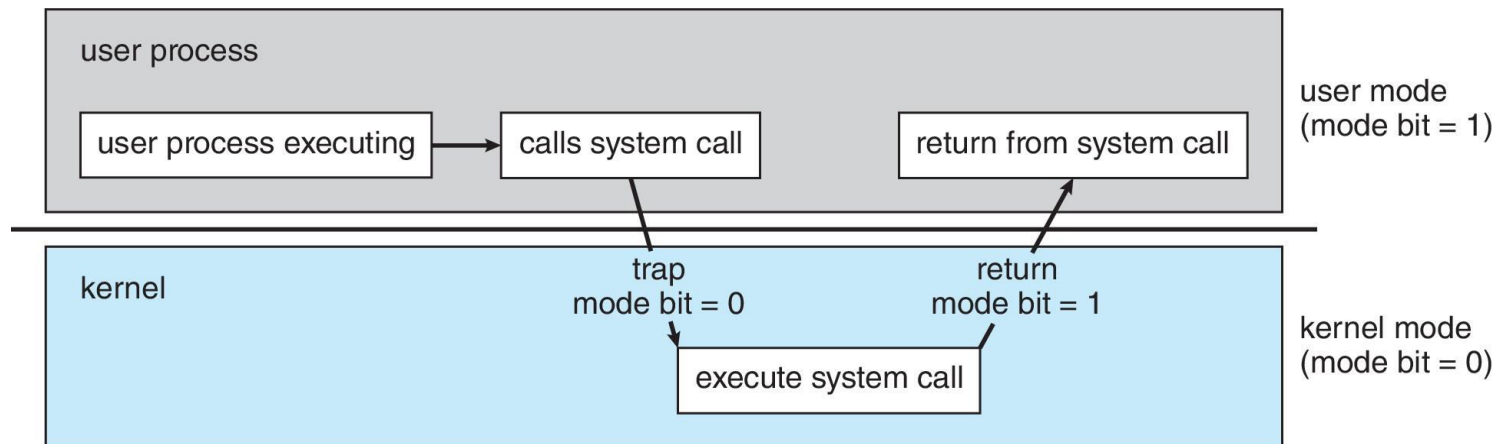 user process
user process executing
calls system call
return from system call
user mode
(mode bit = 1)
kernel
trap
mode bit = 0
return
mode bit = 1
execute system call
kernel mode
(mode bit = 0)